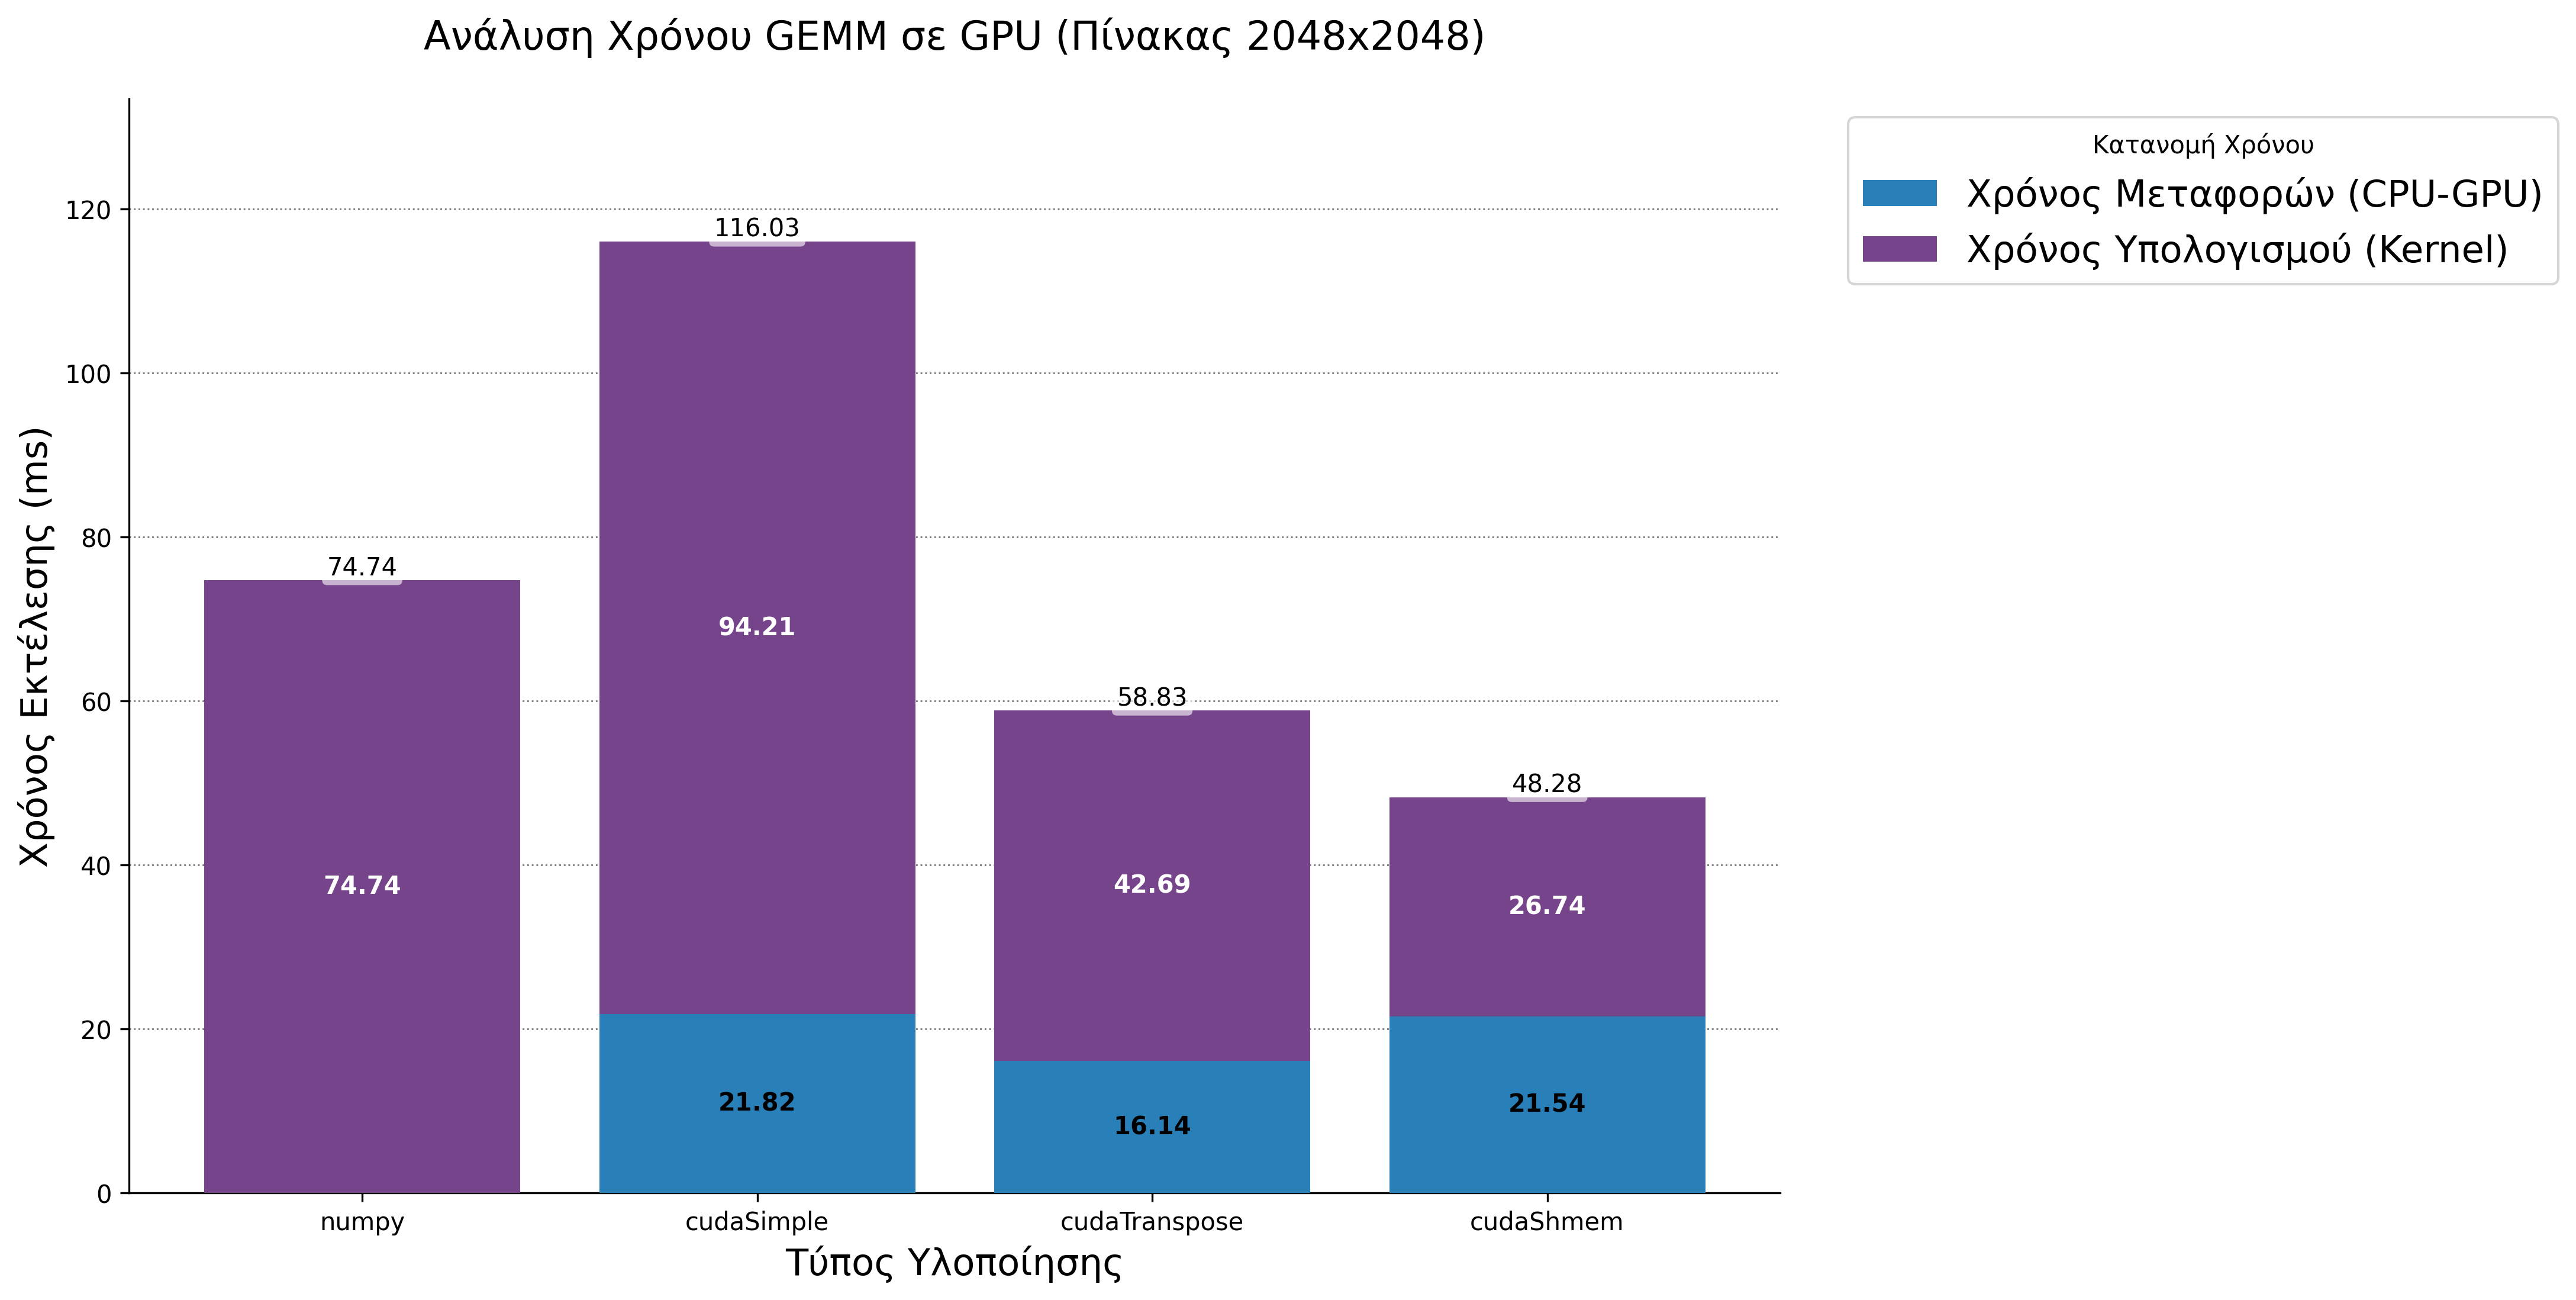 Ανάλυση Χρόνου GEMM σε GPU (Πίνακας 2048x2048)
Κατανομή Χρόνου
Χρόνος Μεταφορών (CPU-GPU)
Χρόνος Υπολογισμού (Kernel)
Χρόνος Εκτέλεσης (ms)
120
100
80
60
40
20
0
74.74
74.74
116.03
94.21
21.82
58.83
42.69
16.14
48.28
26.74
21.54
numpy
cudaSimple
cudaTranspose
cudaShmem
Τύπος Υλοποίησης